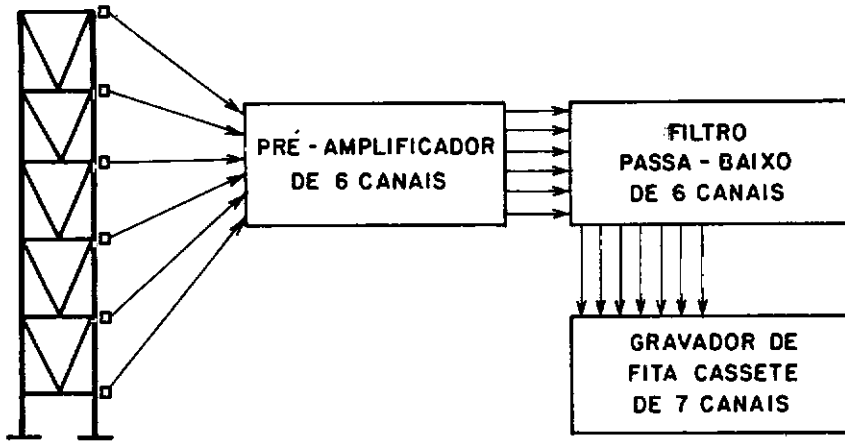 PRÉ - AMPLIFICADOR
DE 6 CANAIS
FILTRO
PASSA - BAIXO
DE 6 CANAIS
GRAVADOR DE
FITA CASSETE
DE 7 CANAIS